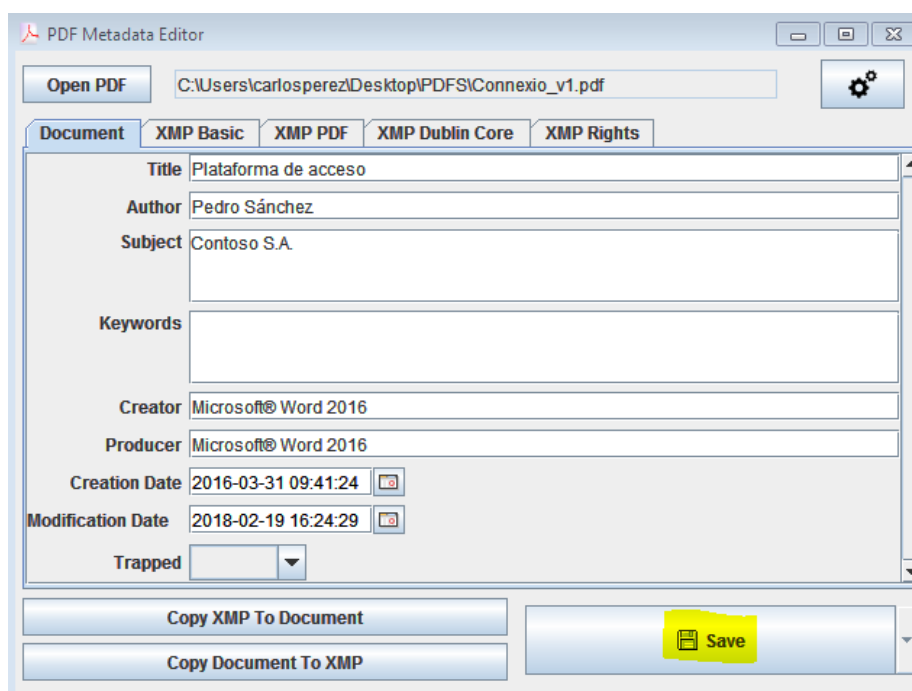 PDF Metadata Editor
Open PDF C:\Users\carlosperez\Desktop\PDFS\Connexio_v1.pdf
Document XMP Basic XMP PDF XMP Dublin Core XMP Rights
Title Plataforma de acceso
Author Pedro Sánchez
Subject Contoso S.A.
Keywords
Creator Microsoft® Word 2016
Producer Microsoft® Word 2016
Creation Date 2016-03-31 09:41:24
Modification Date 2018-02-19 16:24:29
Trapped
Copy XMP To Document
Save
Copy Document To XMP